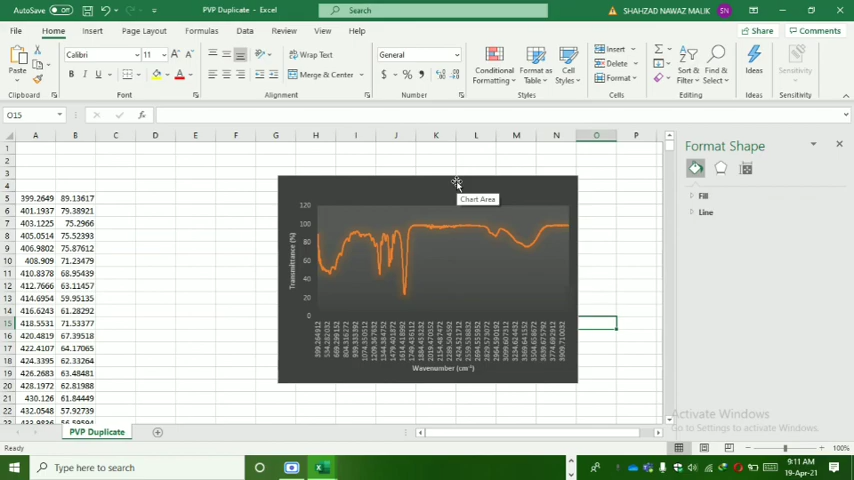 AutoSave Off PVP Duplicate - Excel Search SHAHZAD NAWAZ MALIK SN
File Home Insert Page Layout Formulas Data Review View Help Share Comments
Calibri 11 Wrap Text General Insert
Paste Delete Conditional Formatting Format as Table Cell Styles Sort & Filter Find & Select Ideas Sensitivity
B I U Merge & Center $ % Format
Clipboard Font Alignment Number Styles Cells Editing Ideas Sensitivity
O15 fx
A B C D E F G H I J K L M N O P
Format Shape
Fill
Line
1
2
3
4
5 399.2649 89.13617
6 401.1937 79.38921
7 403.1225 75.2966
8 405.0514 75.52393
9 406.9802 75.87612
10 408.909 71.23479
11 410.8378 68.95439
12 412.7666 63.11457
13 414.6954 59.95135
14 416.6243 61.28292
15 418.5531 71.53377
16 420.4819 67.39518
17 422.4107 64.17065
18 424.3395 62.33264
19 426.2683 63.48481
20 428.1972 62.81988
21 430.126 61.84449
22 432.0548 57.92739
Chart Area
120
100
80
60
40
20
0
Transmittance (%)
Wavenumber (cm⁻¹)
Activate Windows
Go to Settings to activate Windows.
PVP Duplicate
Ready 100%
Type here to search
9:11 AM
19-Apr-21